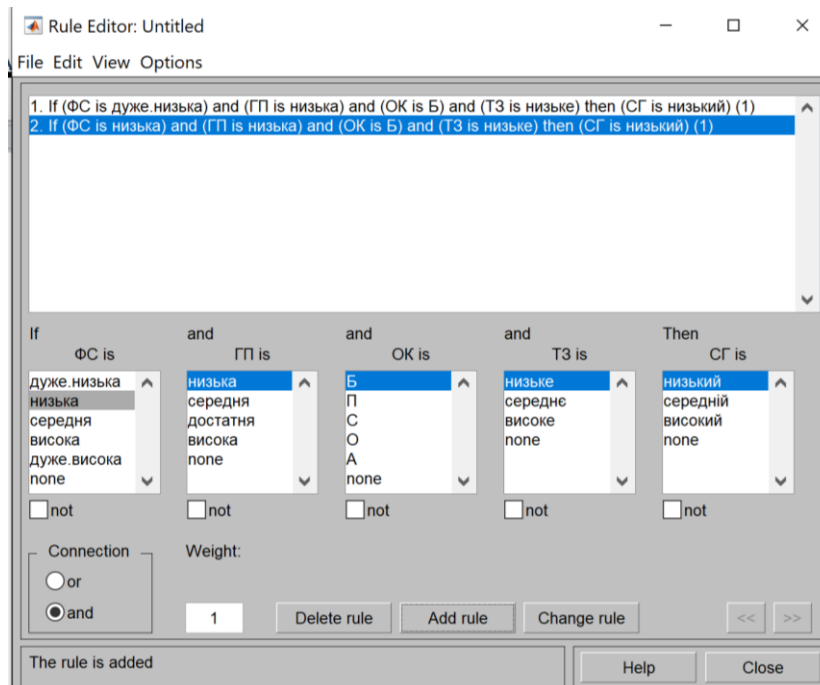 Rule Editor: Untitled
File Edit View Options
1. If (ФС is дуже.низька) and (ГП is низька) and (ОК is Б) and (ТЗ is низьке) then (СГ is низький) (1)
2. If (ФС is низька) and (ГП is низька) and (ОК is Б) and (ТЗ is низьке) then (СГ is низький) (1)
If and and and Then
ФС is ГП is ОК is ТЗ is СГ is
дуже.низька низька Б низьке низький
низька середня П середнє середній
середня достатня С високе високий
висока висока О none none
дуже.висока none А
none none
not not not not not
Connection Weight:
or
and 1 Delete rule Add rule Change rule << >>
The rule is added Help Close